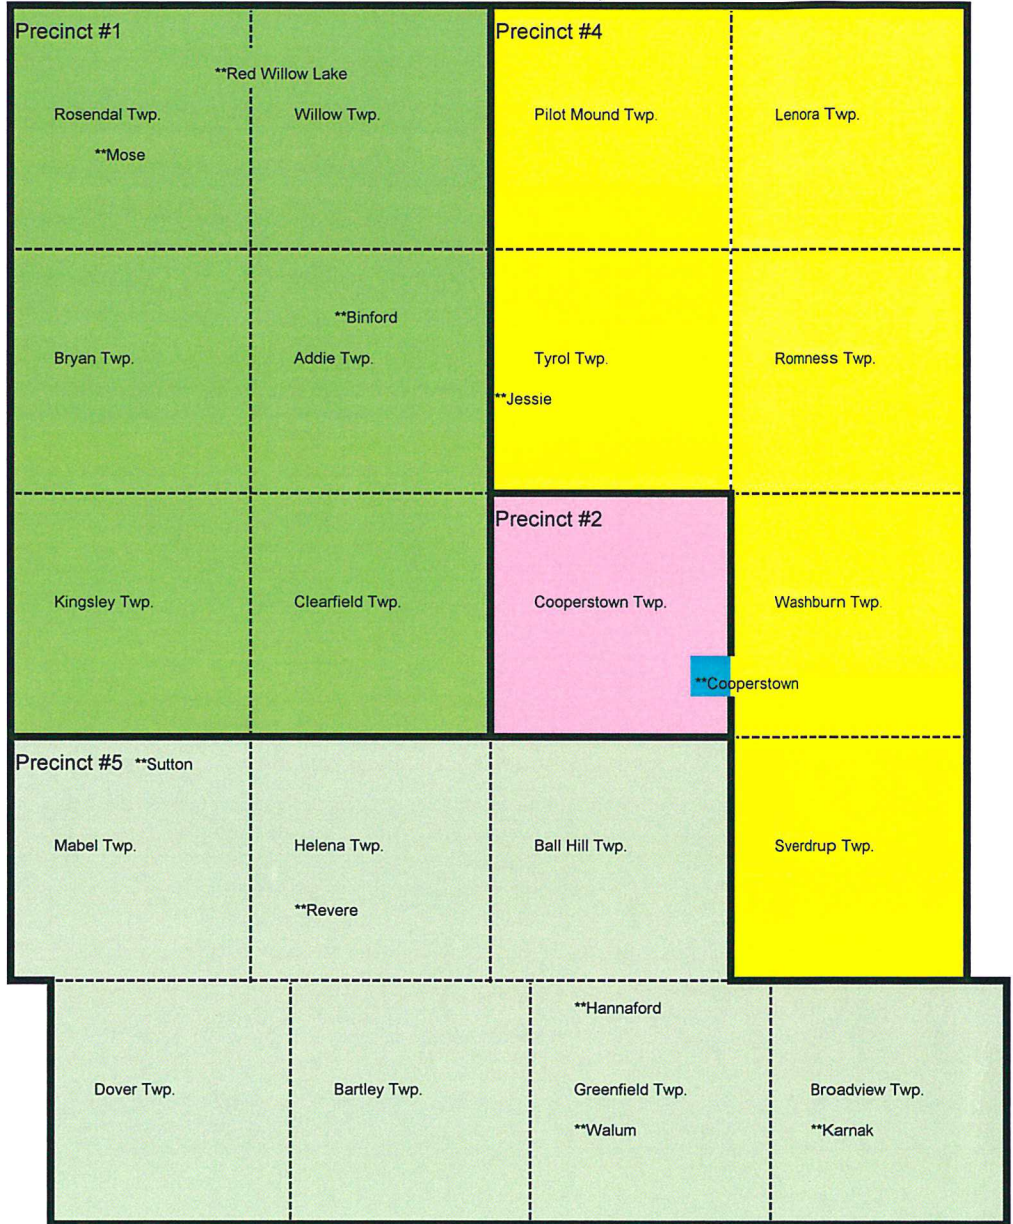 Precinct #1
Precinct #4
**Red Willow Lake
Rosendal Twp.
Willow Twp.
Pilot Mound Twp.
Lenora Twp.
**Mose
**Binford
Bryan Twp.
Addie Twp.
Tyrol Twp.
Romness Twp.
**Jessie
Precinct #2
Kingsley Twp.
Clearfield Twp.
Cooperstown Twp.
Washburn Twp.
**Cooperstown
Precinct #5
**Sutton
Mabel Twp.
Helena Twp.
Ball Hill Twp.
Sverdrup Twp.
**Revere
**Hannaford
Dover Twp.
Bartley Twp.
Greenfield Twp.
Broadview Twp.
**Walum
**Karnak